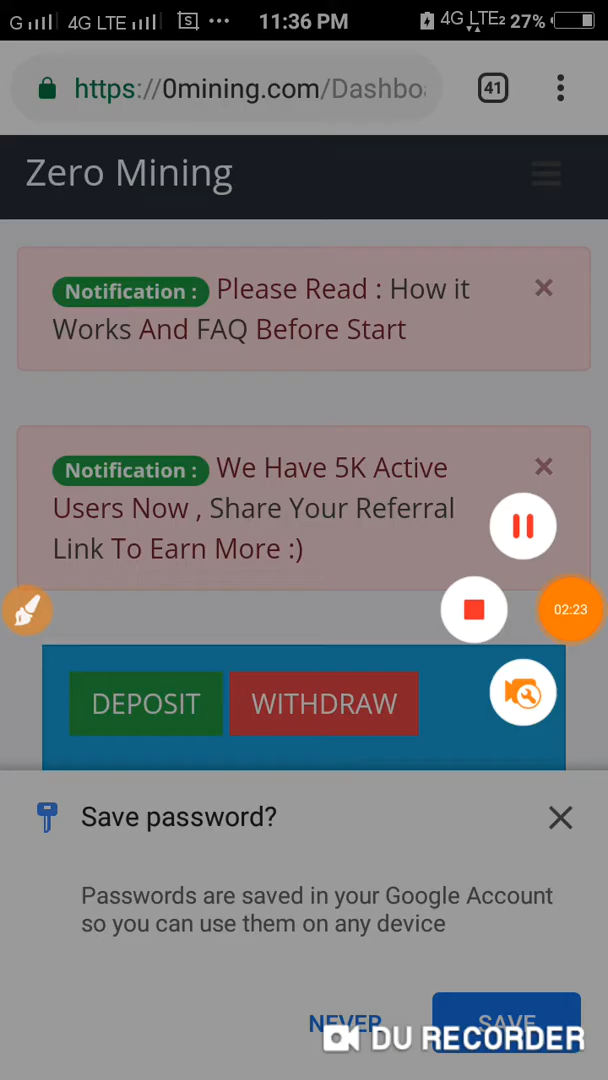 G 4G LTE S ••• 11:36 PM 4G LTE2 27%
https://0mining.com/Dashbo 41
Zero Mining
Notification : Please Read : How it ×
Works And FAQ Before Start
Notification : We Have 5K Active ×
Users Now , Share Your Referral
Link To Earn More :)
02:23
DEPOSIT WITHDRAW
Save password?
Passwords are saved in your Google Account
so you can use them on any device
NEVER SAVE
DU RECORDER